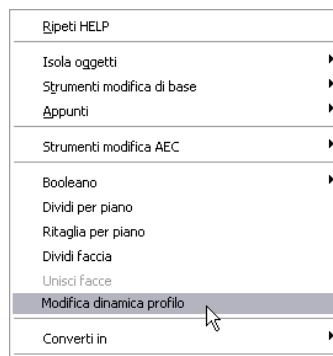 Ripeti HELP
Isola oggetti
Strumenti modifica di base
Appunti
Strumenti modifica AEC
Booleano
Dividi per piano
Ritaglia per piano
Dividi faccia
Unisci facce
Modifica dinamica profilo
Converti in